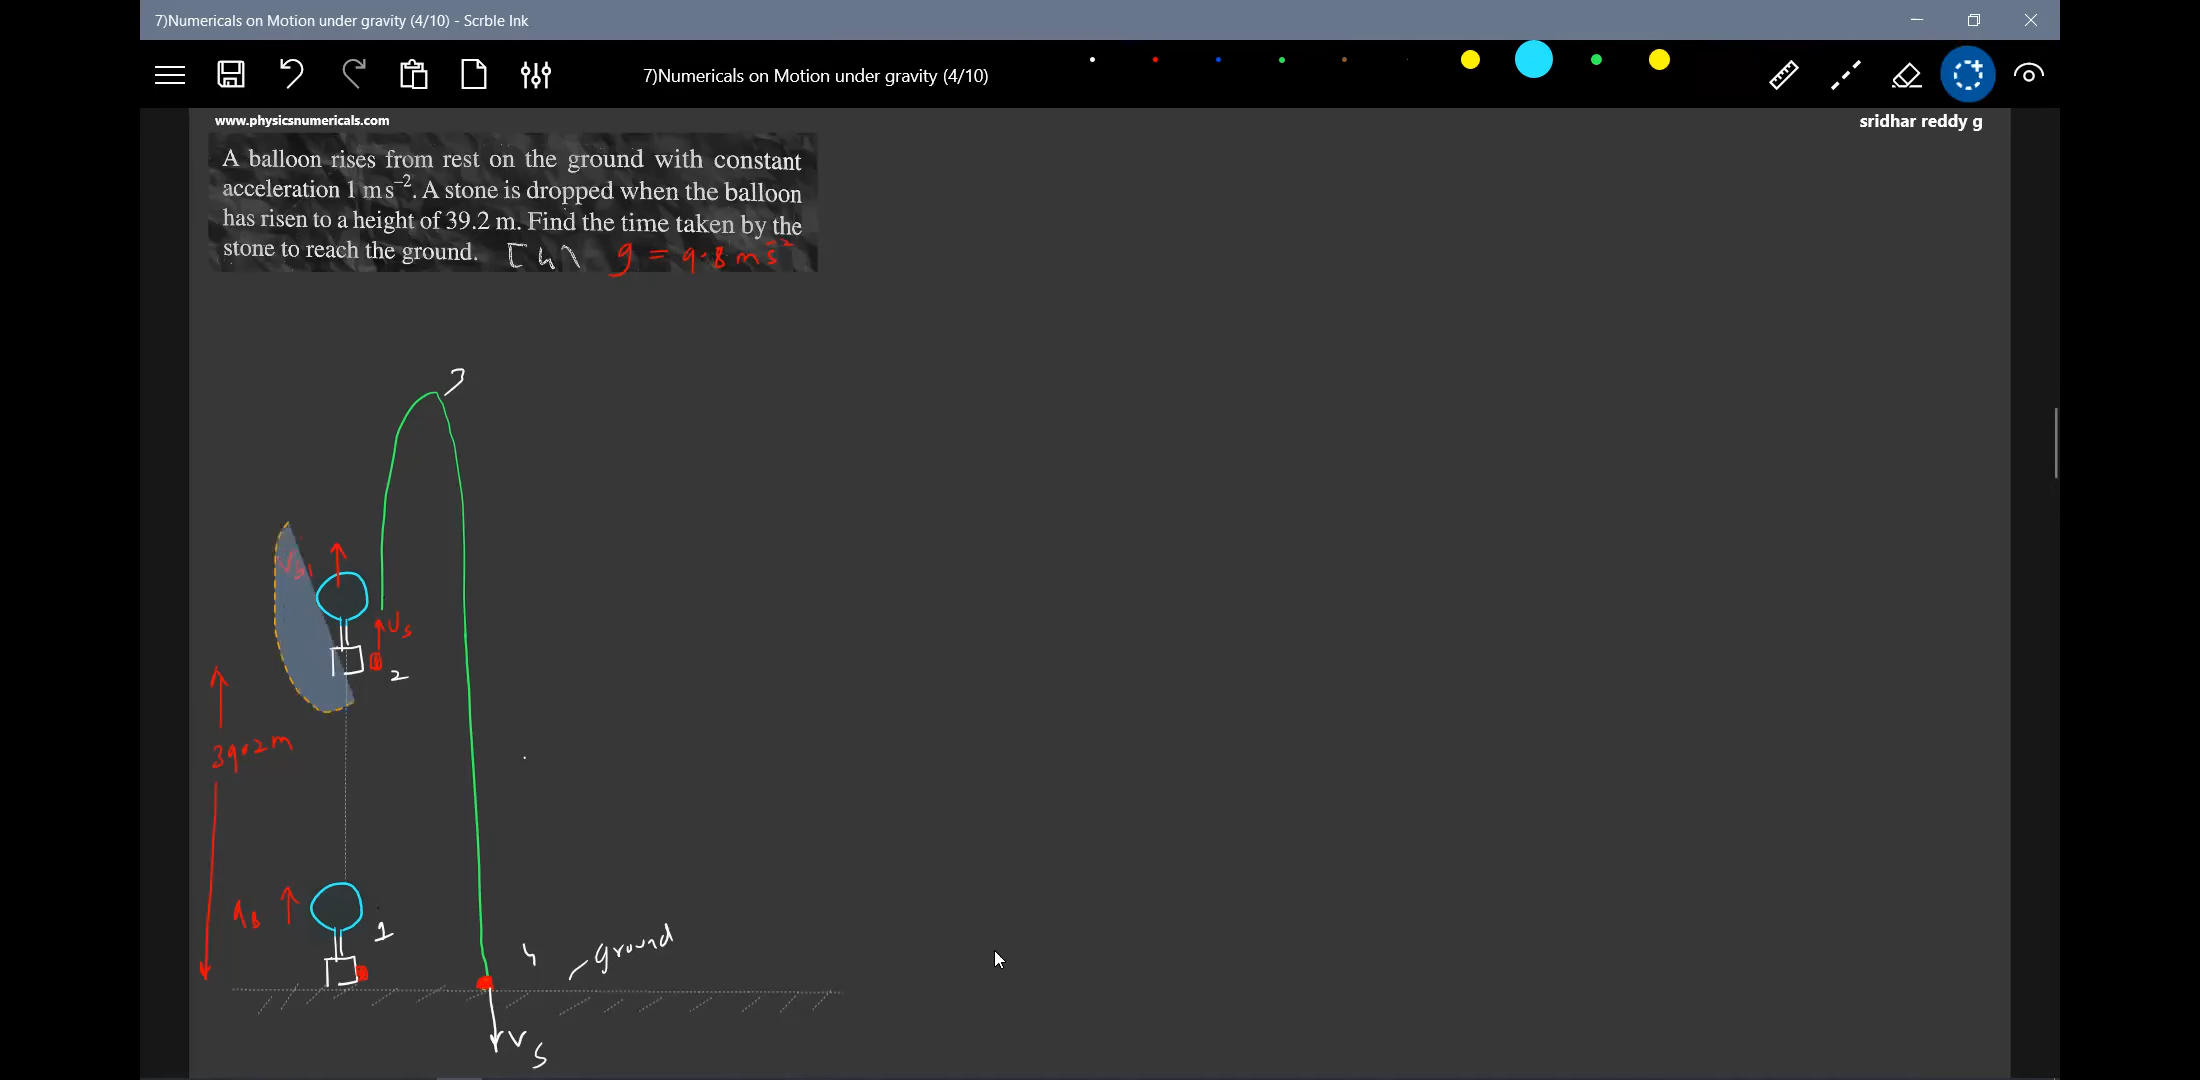 7)Numericals on Motion under gravity (4/10) - Scrble Ink
7)Numericals on Motion under gravity (4/10)
www.physicsnumericals.com
sridhar reddy g
A balloon rises from rest on the ground with constant
acceleration 1 m s⁻². A stone is dropped when the balloon
has risen to a height of 39.2 m. Find the time taken by the
stone to reach the ground.
g = 9.8 m s⁻²
3
U_S
2
39.2 m
a_B
1
4
ground
V_S